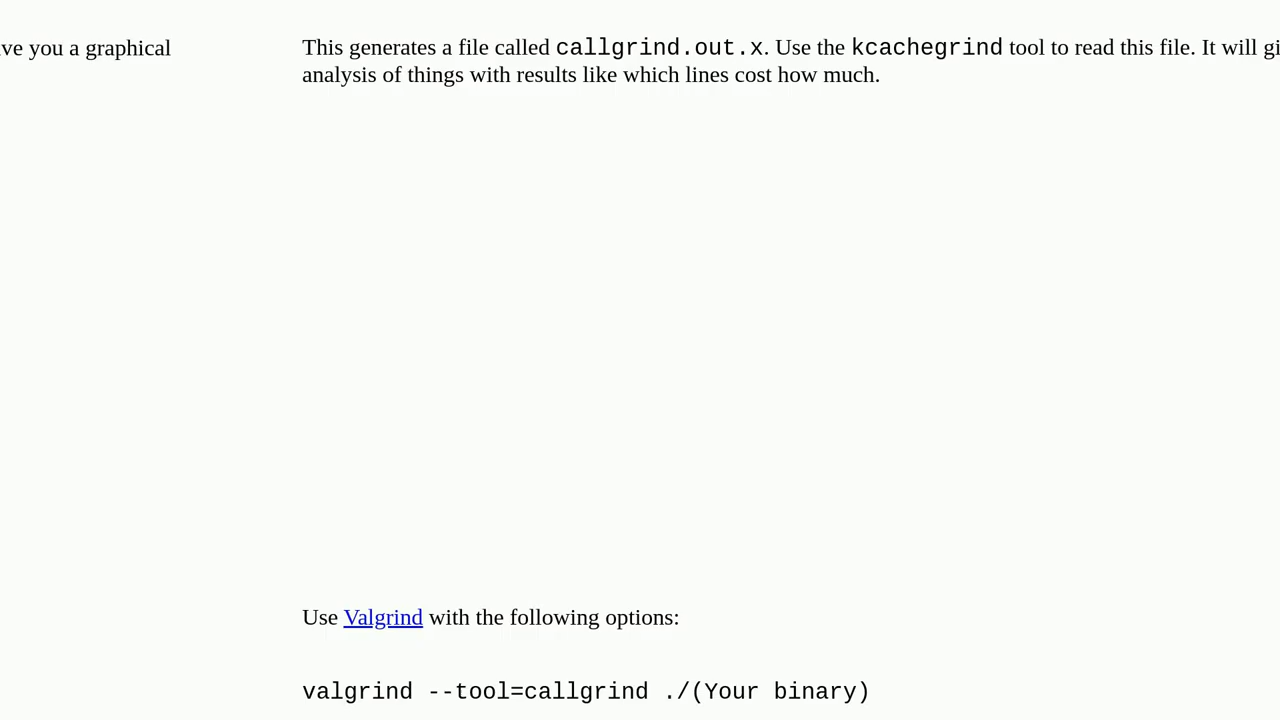 ve you a graphical
This generates a file called callgrind.out.x. Use the kcachegrind tool to read this file. It will gi
analysis of things with results like which lines cost how much.
Use Valgrind with the following options:
valgrind --tool=callgrind ./(Your binary)